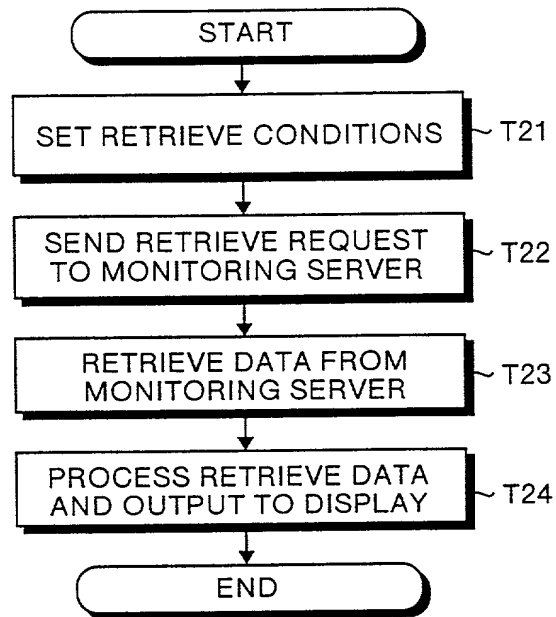 START
SET RETRIEVE CONDITIONS
T21
SEND RETRIEVE REQUEST
TO MONITORING SERVER
T22
RETRIEVE DATA FROM
MONITORING SERVER
T23
PROCESS RETRIEVE DATA
AND OUTPUT TO DISPLAY
T24
END